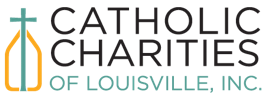 CATHOLIC
CHARITIES
OF LOUISVILLE, INC.